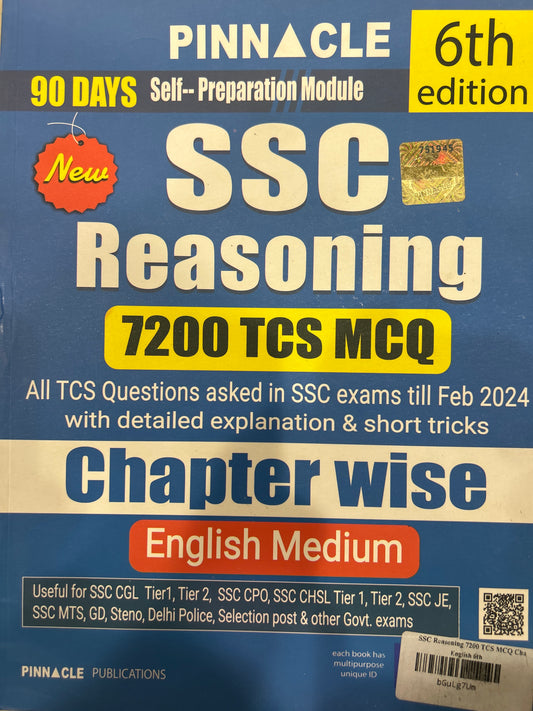 PINNACLE
6th
edition
90 DAYS Self-- Preparation Module
New
SSC
791945
Reasoning
7200 TCS MCQ
All TCS Questions asked in SSC exams till Feb 2024
with detailed explanation & short tricks
Chapter wise
English Medium
Useful for SSC CGL Tier1, Tier 2, SSC CPO, SSC CHSL Tier 1, Tier 2, SSC JE,
SSC MTS, GD, Steno, Delhi Police, Selection post & other Govt. exams
each book has
multipurpose
unique ID
SSC Reasoning 7200 TCS MCQ Cha
English 6th
bGuLg7Um
PINNACLE PUBLICATIONS